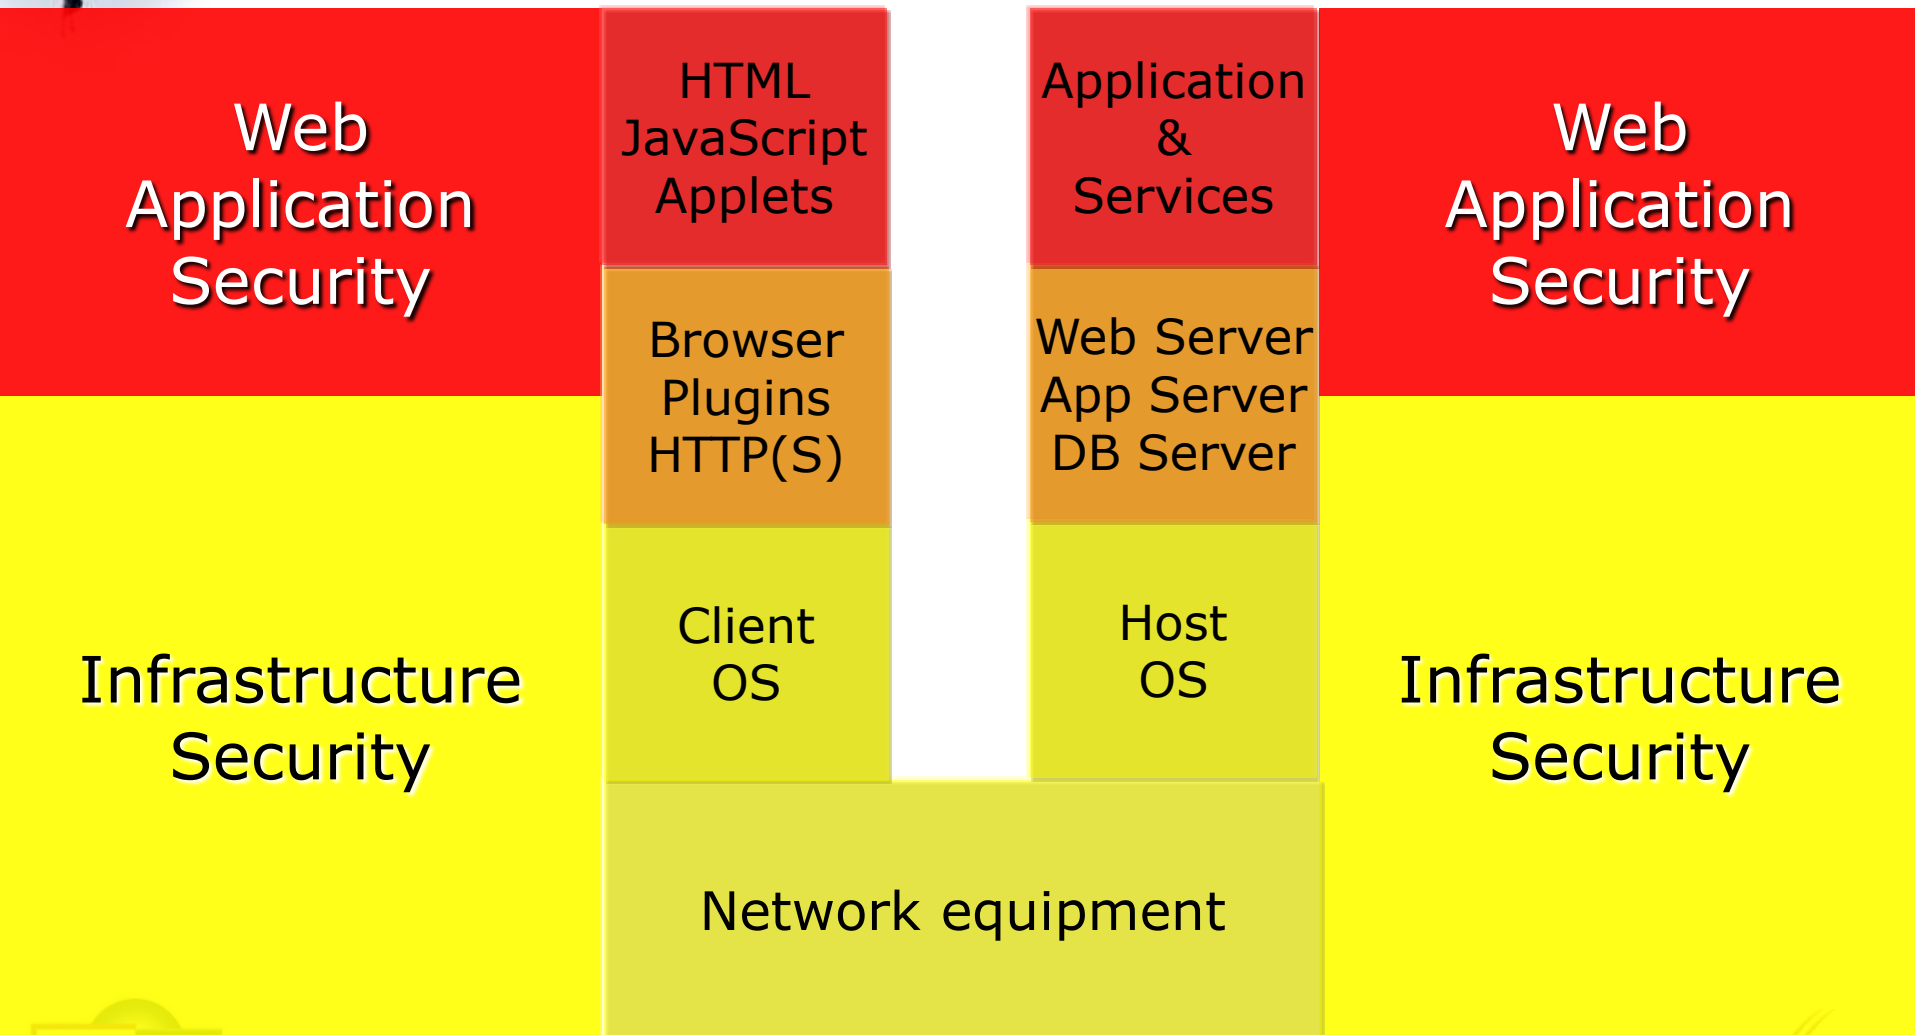 Web
Application
Security
HTML
JavaScript
Applets
Application
&
Services
Web
Application
Security
Browser
Plugins
HTTP(S)
Web Server
App Server
DB Server
Infrastructure
Security
Client
OS
Host
OS
Infrastructure
Security
Network equipment